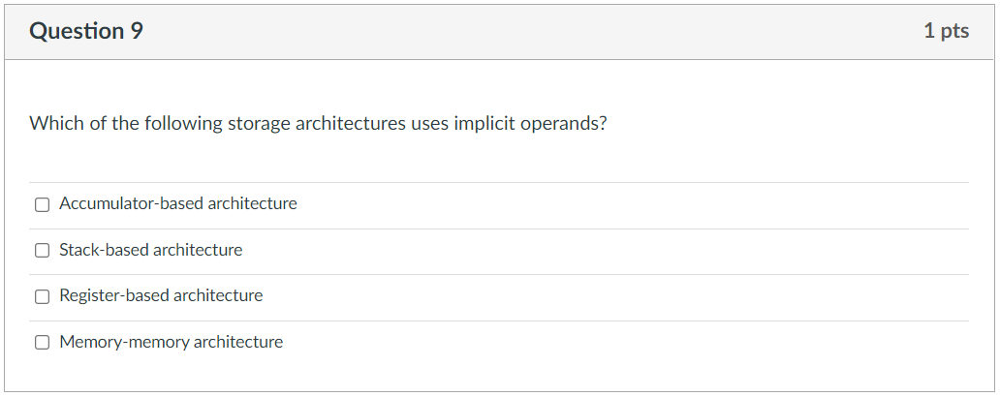 Question 9
1 pts
Which of the following storage architectures uses implicit operands?
Accumulator-based architecture
Stack-based architecture
Register-based architecture
Memory-memory architecture